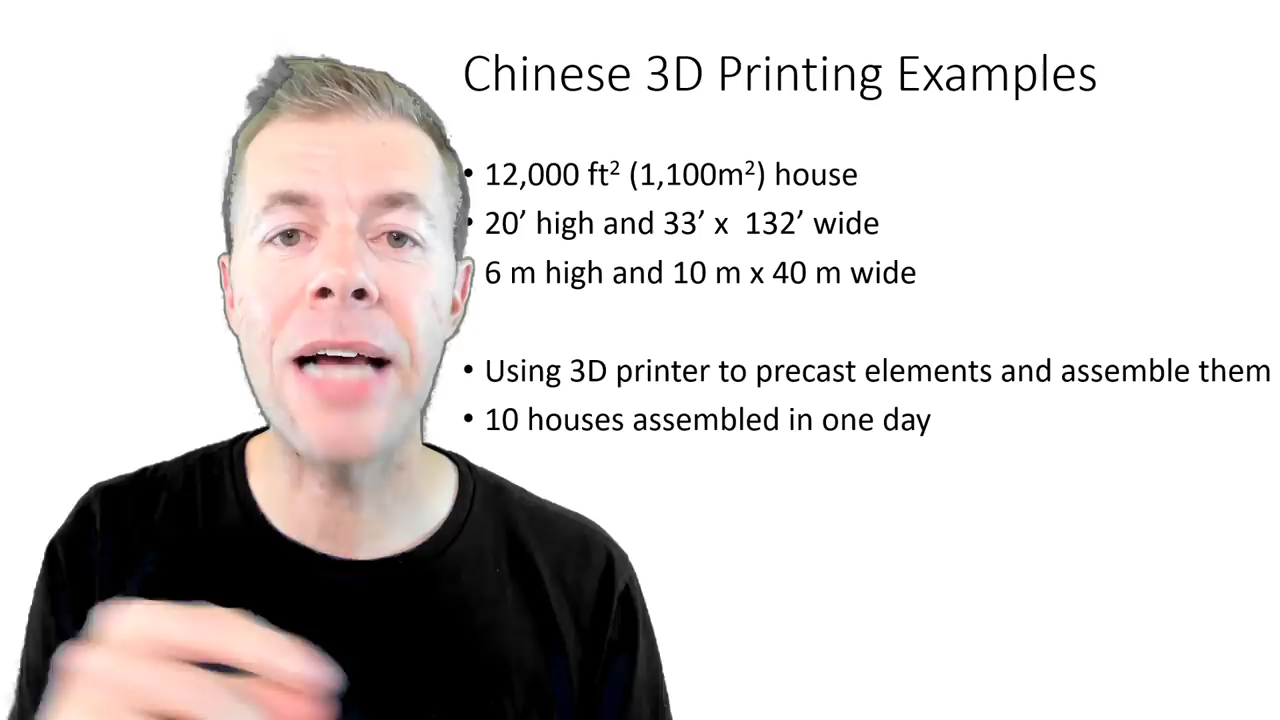 Chinese 3D Printing Examples
• 12,000 ft² (1,100m²) house
• 20’ high and 33’ x 132’ wide
6 m high and 10 m x 40 m wide
• Using 3D printer to precast elements and assemble them
• 10 houses assembled in one day